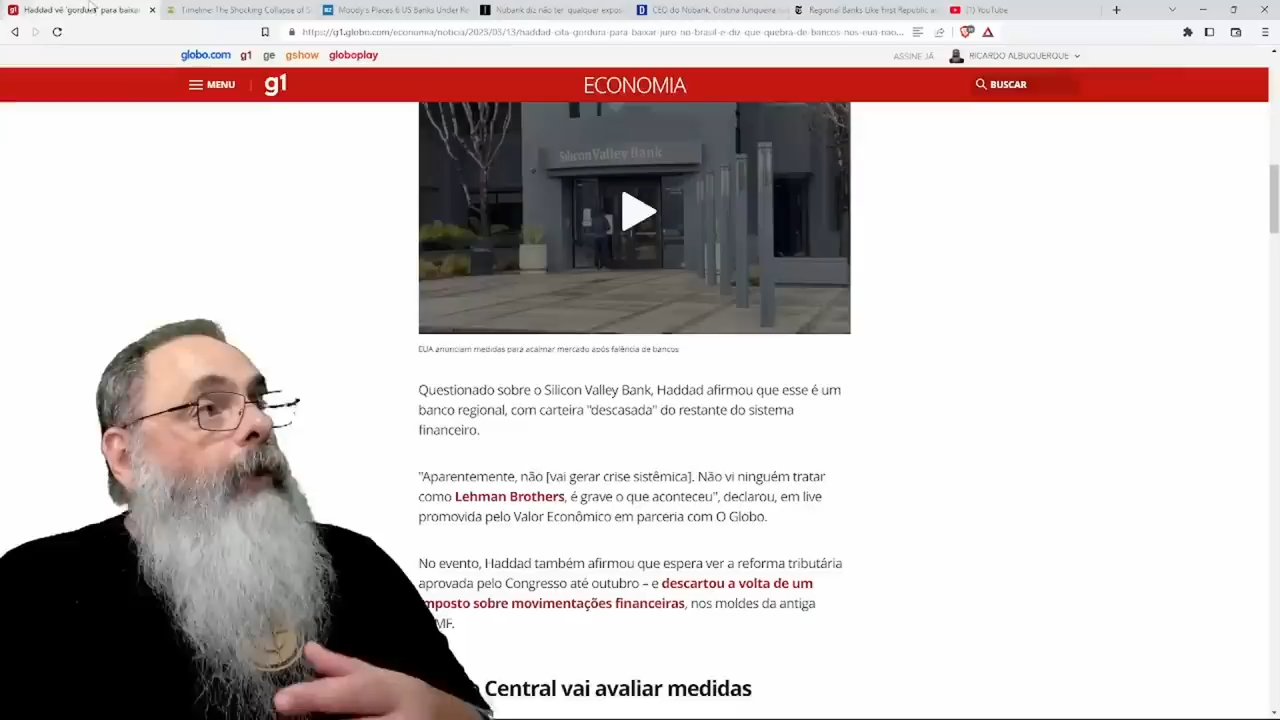 Haddad vê 'gordura' para baixar
Timeline: The Shocking Collapse of S
Moody's Places 6 US Banks Under Re
Nubank diz não ter qualquer expos
CEO do Nubank, Cristina Junqueira
Regional Banks Like First Republic a
(1) YouTube
https://g1.globo.com/economia/noticia/2023/03/13/haddad-cita-gordura-para-baixar-juro-no-brasil-e-diz-que-quebra-de-bancos-nos-eua-nao...
globo.com g1 ge gshow globoplay
ASSINE JÁ
RICARDO ALBUQUERQUE
MENU g1
ECONOMIA
BUSCAR
Silicon Valley Bank
EUA anunciam medidas para acalmar mercado após falência de bancos
Questionado sobre o Silicon Valley Bank, Haddad afirmou que esse é um
banco regional, com carteira "descasada" do restante do sistema
financeiro.
"Aparentemente, não [vai gerar crise sistêmica]. Não vi ninguém tratar
como Lehman Brothers, é grave o que aconteceu", declarou, em live
promovida pelo Valor Econômico em parceria com O Globo.
No evento, Haddad também afirmou que espera ver a reforma tributária
aprovada pelo Congresso até outubro – e descartou a volta de um
mposto sobre movimentações financeiras, nos moldes da antiga
MF.
Central vai avaliar medidas